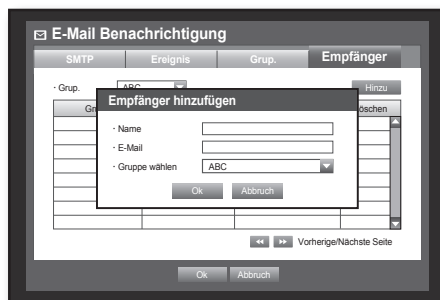 E-Mail Benachrichtigung
SMTP Ereignis Grup. Empfänger
· Grup. ABC Hinzu
Empfänger hinzufügen
· Name
· E-Mail
· Gruppe wählen ABC
Ok Abbruch
Vorherige/Nächste Seite
Ok Abbruch